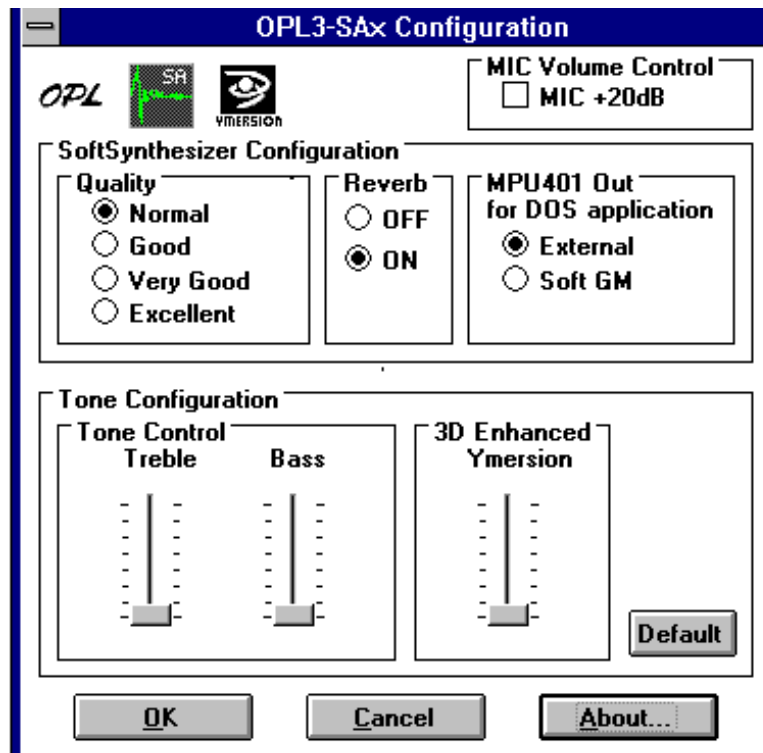 OPL3-SAx Configuration
OPL
SA
YMERSION
MIC Volume Control
MIC +20dB
SoftSynthesizer Configuration
Quality
Normal
Good
Very Good
Excellent
Reverb
OFF
ON
MPU401 Out
for DOS application
External
Soft GM
Tone Configuration
Tone Control
Treble Bass
3D Enhanced
Ymersion
Default
OK Cancel About...